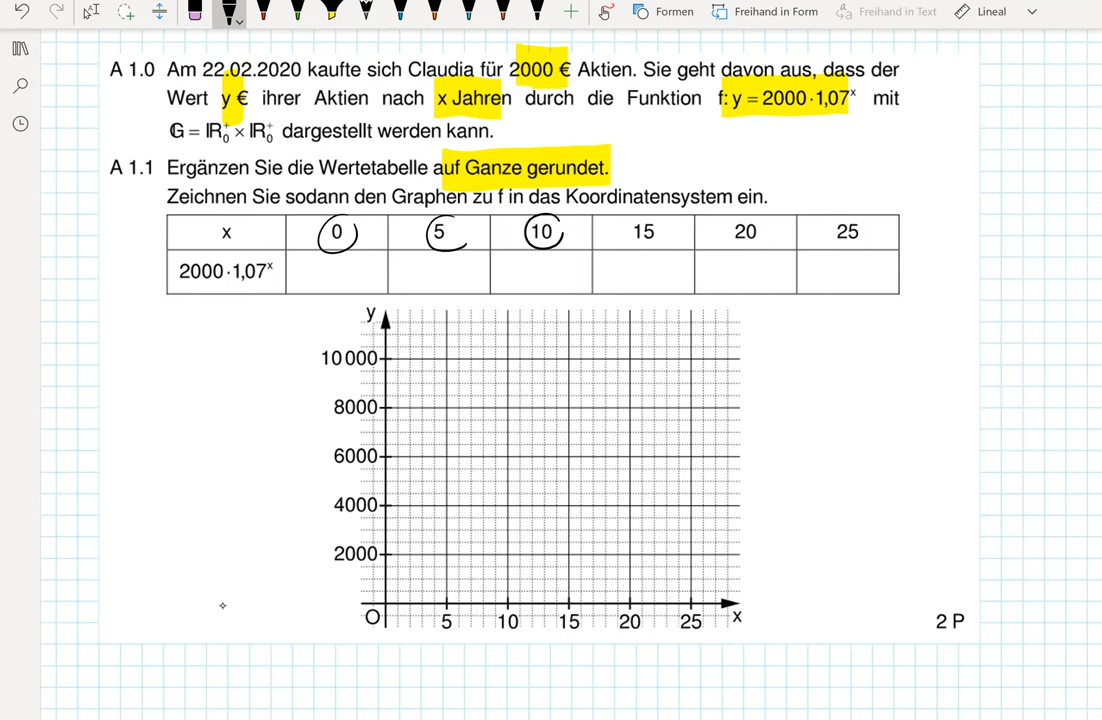 Formen Freihand in Form Freihand in Text Lineal
A 1.0 Am 22.02.2020 kaufte sich Claudia für 2000 € Aktien. Sie geht davon aus, dass der
Wert y € ihrer Aktien nach x Jahren durch die Funktion f: y = 2000 · 1,07ˣ mit
𝔾 = ℝ₀⁺ × ℝ₀⁺ dargestellt werden kann.
A 1.1 Ergänzen Sie die Wertetabelle auf Ganze gerundet.
Zeichnen Sie sodann den Graphen zu f in das Koordinatensystem ein.
x 0 5 10 15 20 25
2000 · 1,07ˣ
y
10 000
8000
6000
4000
2000
O 5 10 15 20 25 x
2 P